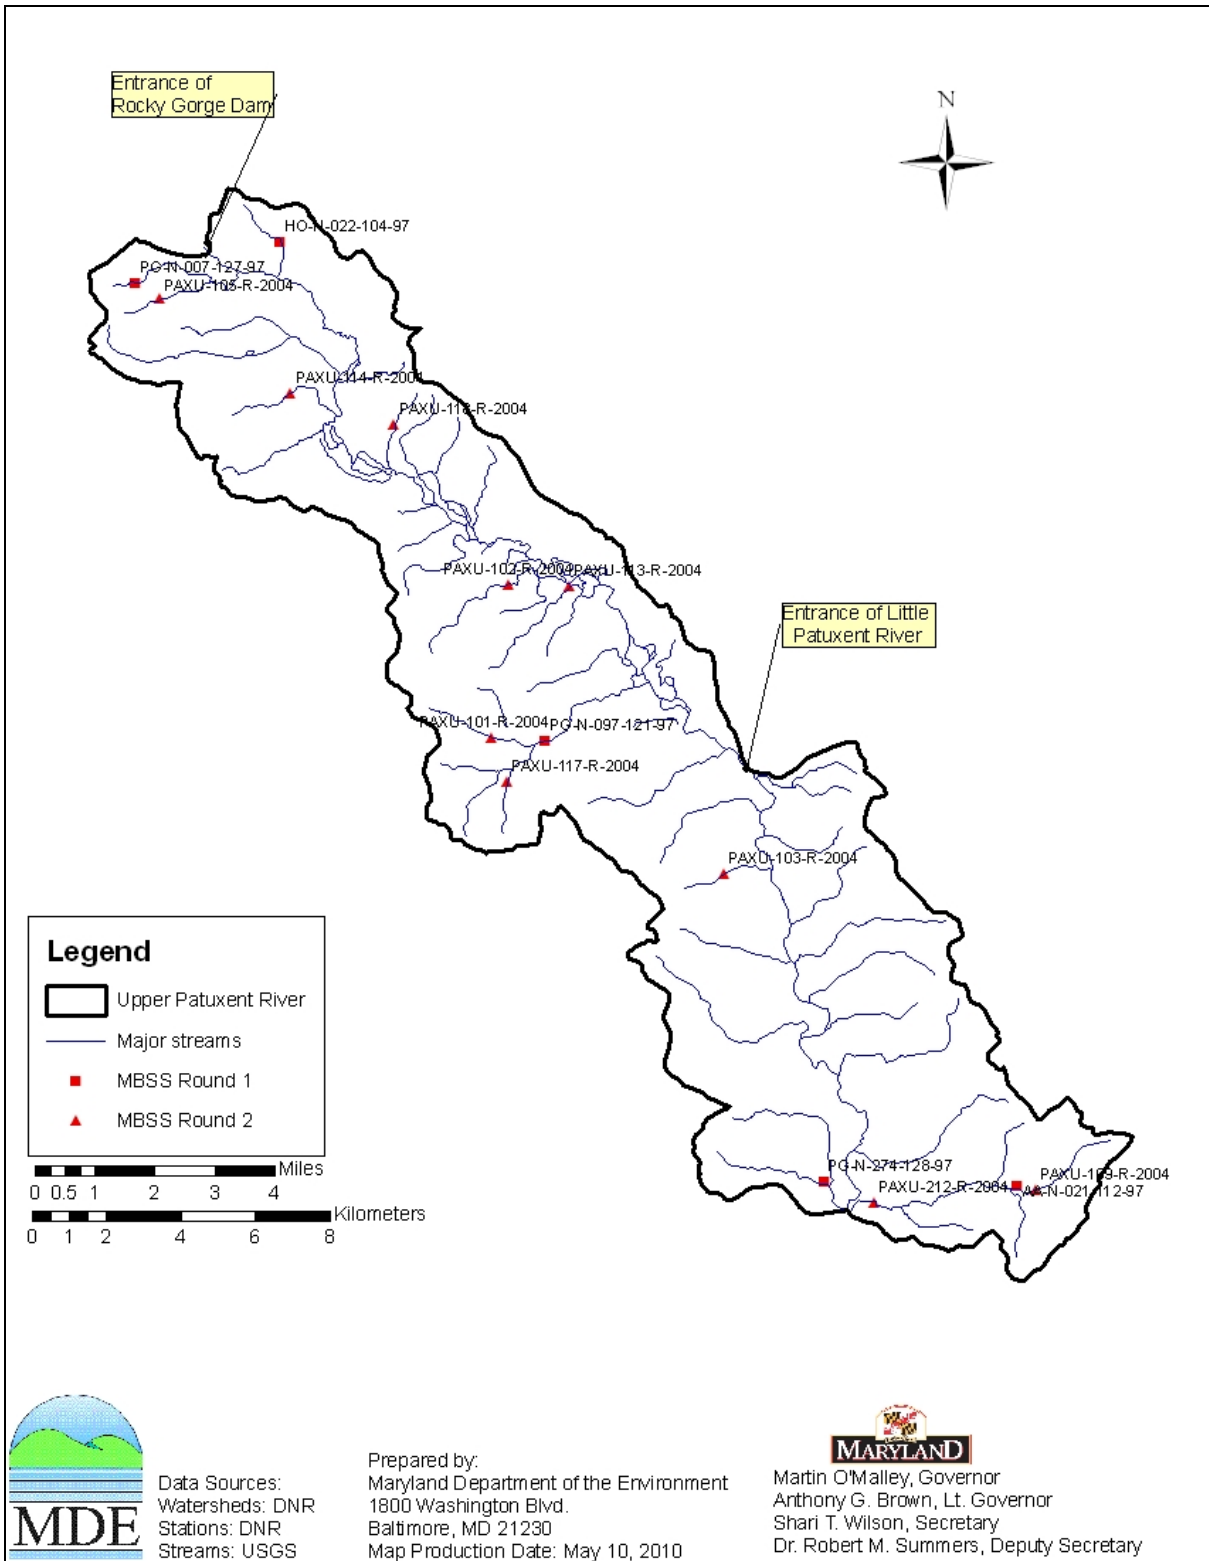 Entrance of
Rocky Gorge Dam
N
HO-N-022-104-97
PG-N-007-127-97
PAXU-105-R-2004
PAXU-114-R-2004
PAXU-118-R-2004
PAXU-102-R-2004
PAXU-113-R-2004
Entrance of Little
Patuxent River
PAXU-101-R-2004
PG-N-097-121-97
PAXU-117-R-2004
PAXU-103-R-2004
Legend
Upper Patuxent River
Major streams
MBSS Round 1
MBSS Round 2
Miles
0 0.5 1 2 3 4
Kilometers
0 1 2 4 6 8
PG-N-274-128-97
PAXU-212-R-2004
PAXU-109-R-2004
AA-N-021-112-97
MDE
Data Sources:
Watersheds: DNR
Stations: DNR
Streams: USGS
Prepared by:
Maryland Department of the Environment
1800 Washington Blvd.
Baltimore, MD 21230
Map Production Date: May 10, 2010
MARYLAND
Martin O'Malley, Governor
Anthony G. Brown, Lt. Governor
Shari T. Wilson, Secretary
Dr. Robert M. Summers, Deputy Secretary